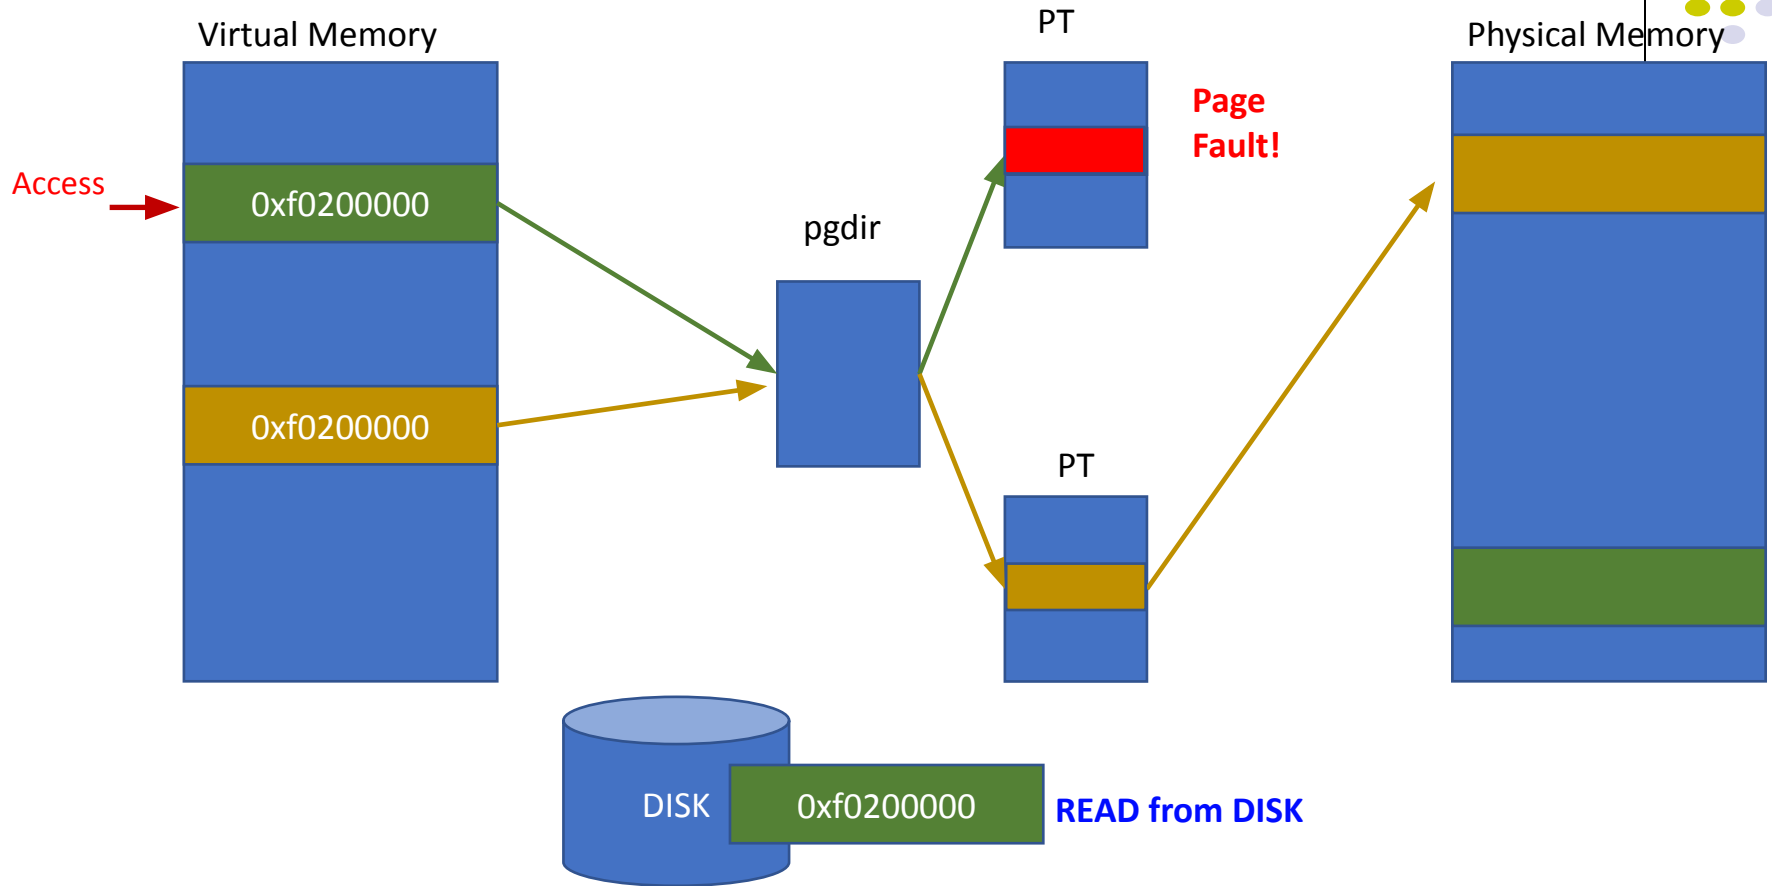 Virtual Memory
PT
Physical Memory
Page
Fault!
Access
0xf0200000
pgdir
0xf0200000
PT
DISK
0xf0200000
READ from DISK